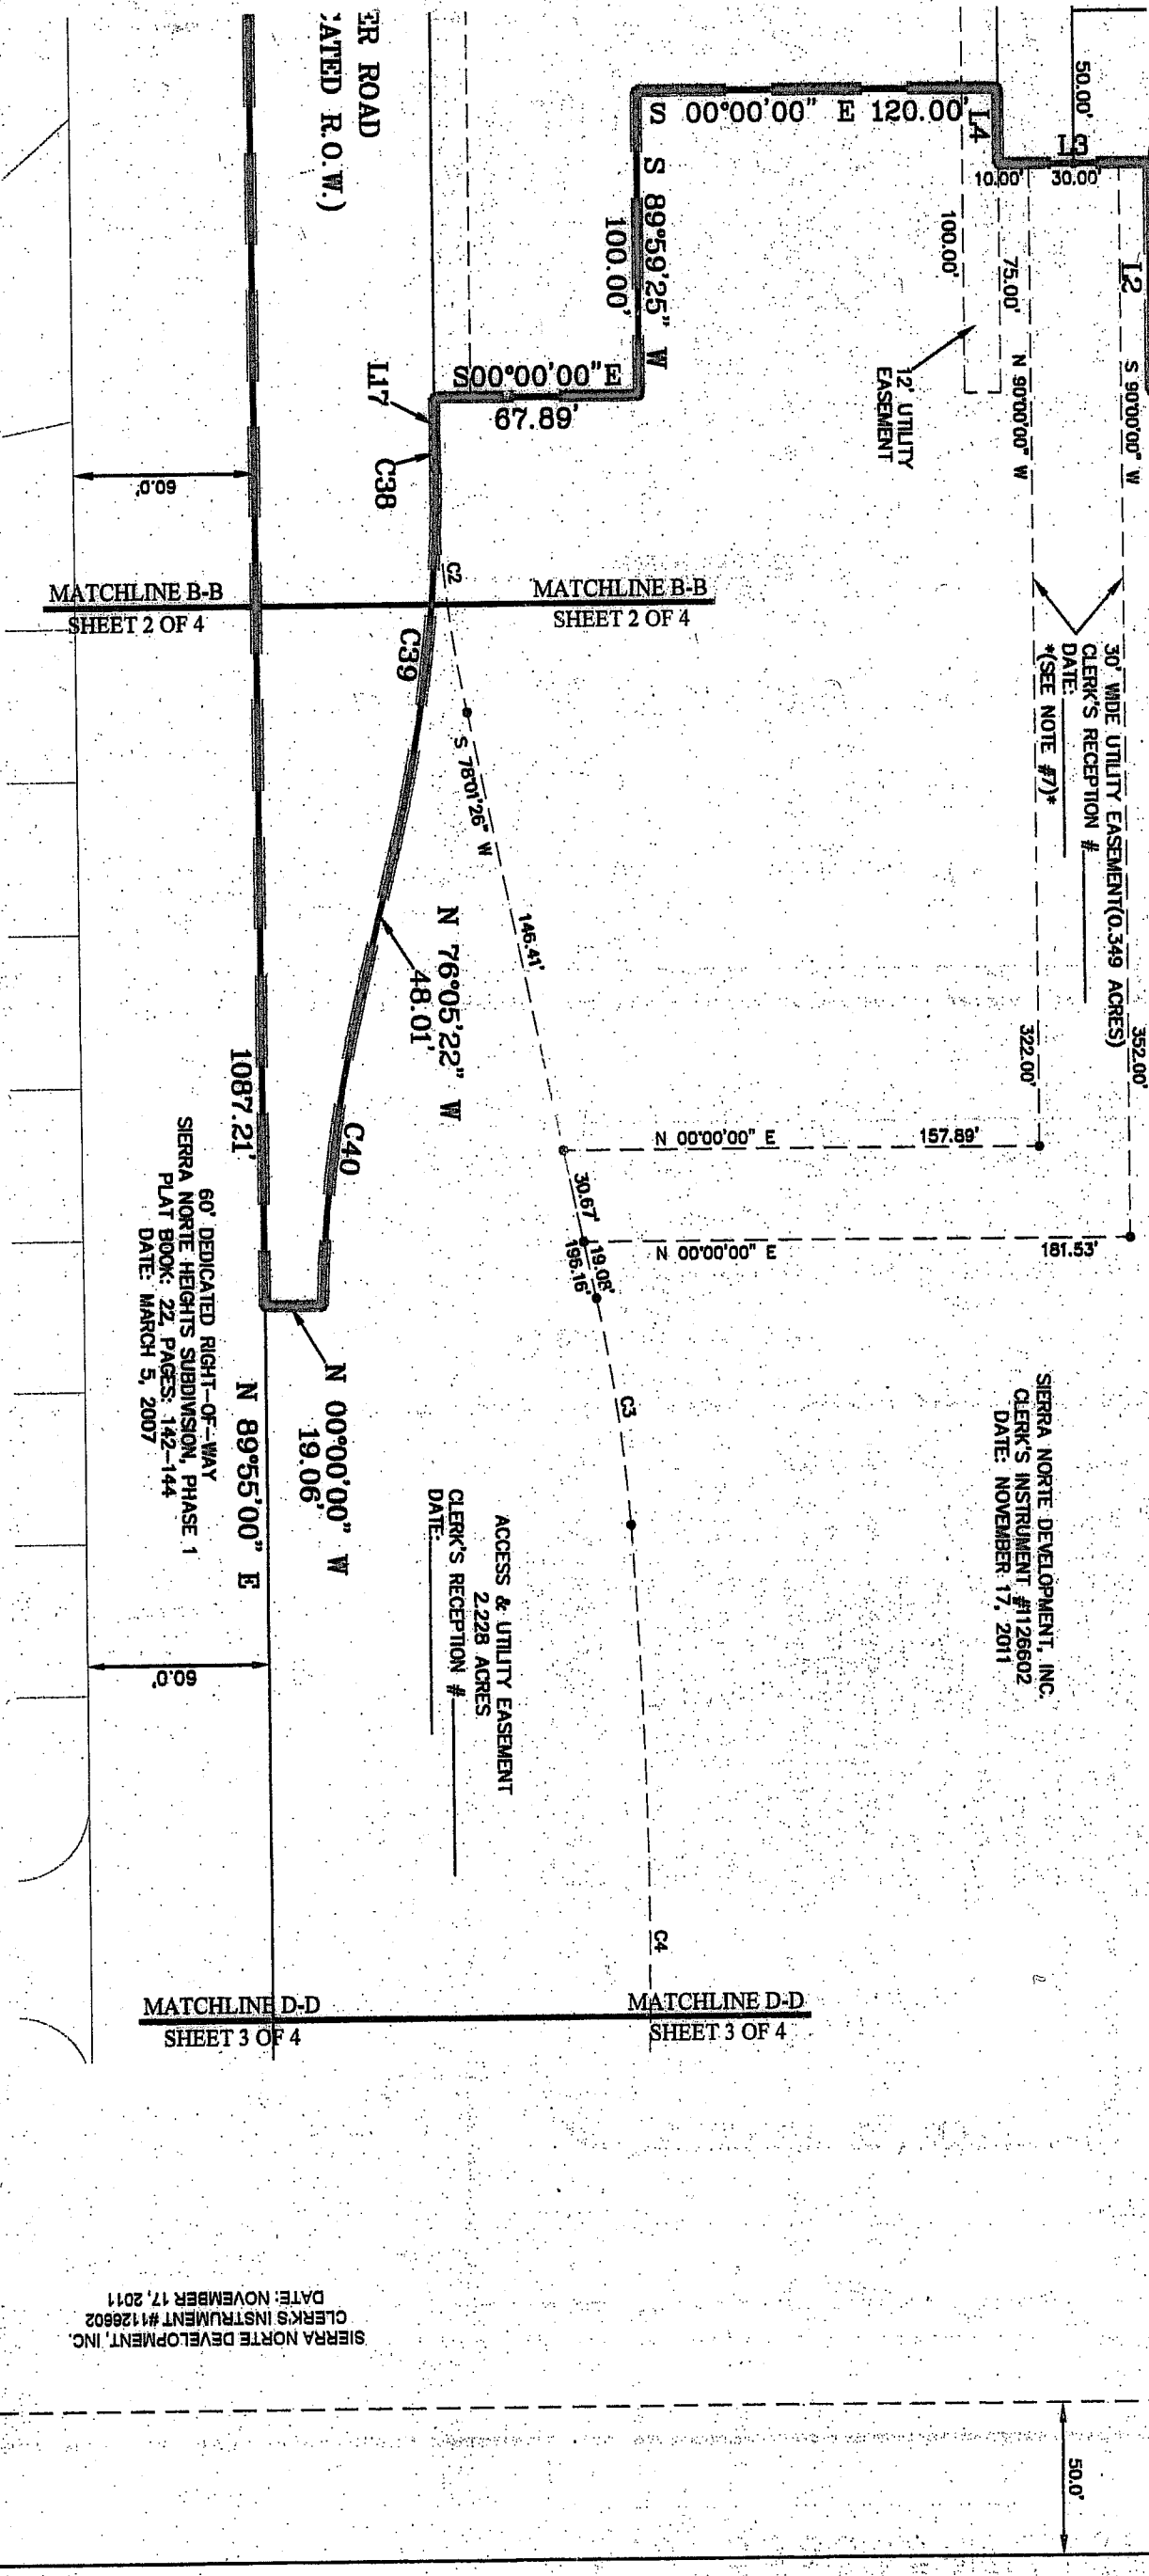 50.00'
L3
10.00'
30.00'
L4
S 00°00'00" E 120.00'
S 89°59'25" W
100.00'
L2
S 90°00'00" W
352.00'
75.00'
N 90°00'00" W
322.00'
100.00'
12' UTILITY
EASEMENT
ER ROAD
CATED R.O.W.)
S00°00'00"E
67.89'
L17
C38
60.0'
C2
MATCHLINE B-B
SHEET 2 OF 4
MATCHLINE B-B
SHEET 2 OF 4
30' WIDE UTILITY EASEMENT(0.349 ACRES)
CLERK'S RECEPTION #
DATE:
*(SEE NOTE #7)*
C39
S 78°01'26" W
146.41'
N 76°05'22" W
48.01'
C40
N 00°00'00" E
157.89'
30.67'
N 00°00'00" E
181.53'
19.08'
196.16'
C3
1087.21'
N 89°55'00" E
60' DEDICATED RIGHT-OF-WAY
SIERRA NORTE HEIGHTS SUBDIVISION, PHASE 1
PLAT BOOK: 22, PAGES: 142-144
DATE: MARCH 5, 2007
N 00°00'00" W
19.06'
SIERRA NORTE DEVELOPMENT, INC.
CLERK'S INSTRUMENT #1126602
DATE: NOVEMBER 17, 2011
ACCESS & UTILITY EASEMENT
2.228 ACRES
CLERK'S RECEPTION #
DATE:
60.0'
C4
MATCHLINE D-D
SHEET 3 OF 4
MATCHLINE D-D
SHEET 3 OF 4
SIERRA NORTE DEVELOPMENT, INC.
CLERK'S INSTRUMENT #1126602
DATE: NOVEMBER 17, 2011
50.0'